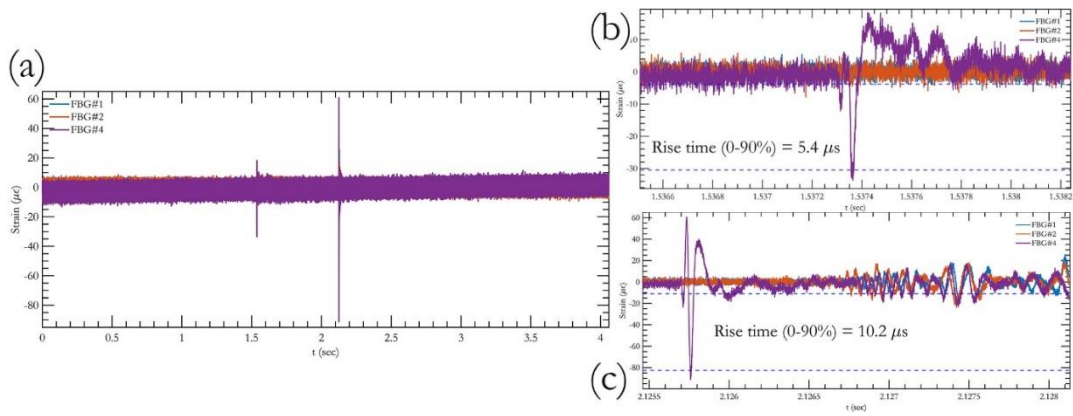 (a)
60
40
20
0
-20
-40
-60
-80
Strain (με)
FBG#1
FBG#2
FBG#4
0 0.5 1 1.5 2 2.5 3 3.5 4
t (sec)
(b)
10
0
-10
-20
-30
Strain (με)
FBG#1
FBG#2
FBG#4
Rise time (0-90%) = 5.4 μs
1.5366 1.5368 1.537 1.5372 1.5374 1.5376 1.5378 1.538 1.5382
t (sec)
60
40
20
0
-20
-40
-60
-80
Strain (με)
FBG#1
FBG#2
FBG#4
Rise time (0-90%) = 10.2 μs
(c)
2.1255 2.126 2.1265 2.127 2.1275 2.128
t (sec)